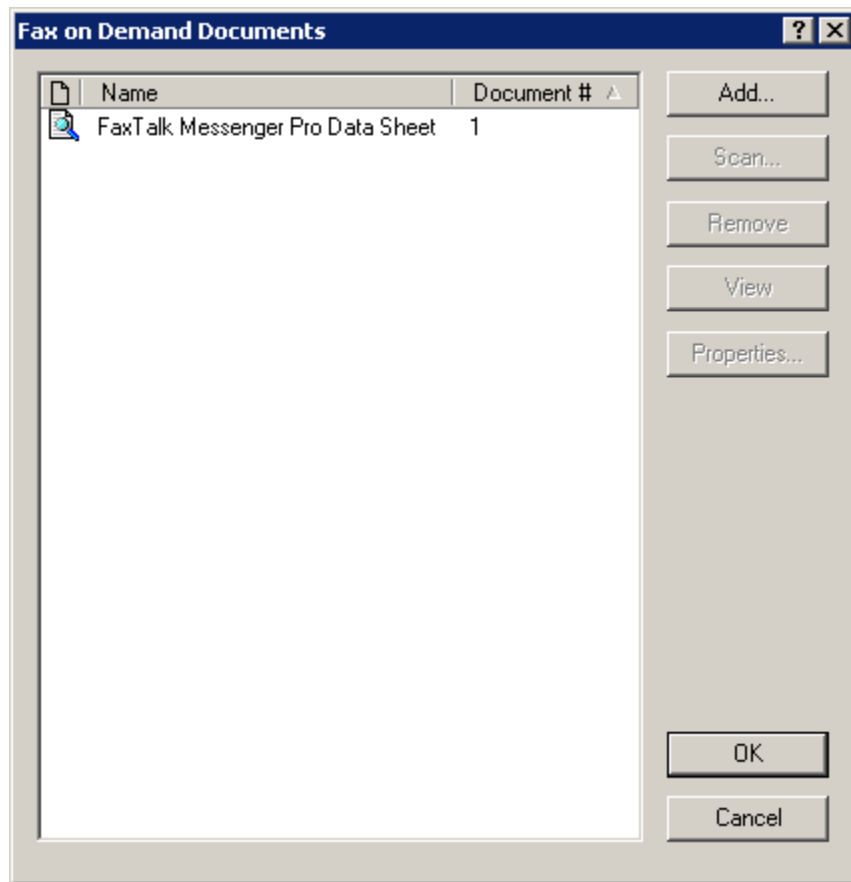 Fax on Demand Documents
Name Document #
FaxTalk Messenger Pro Data Sheet 1
Add...
Scan...
Remove
View
Properties...
OK
Cancel